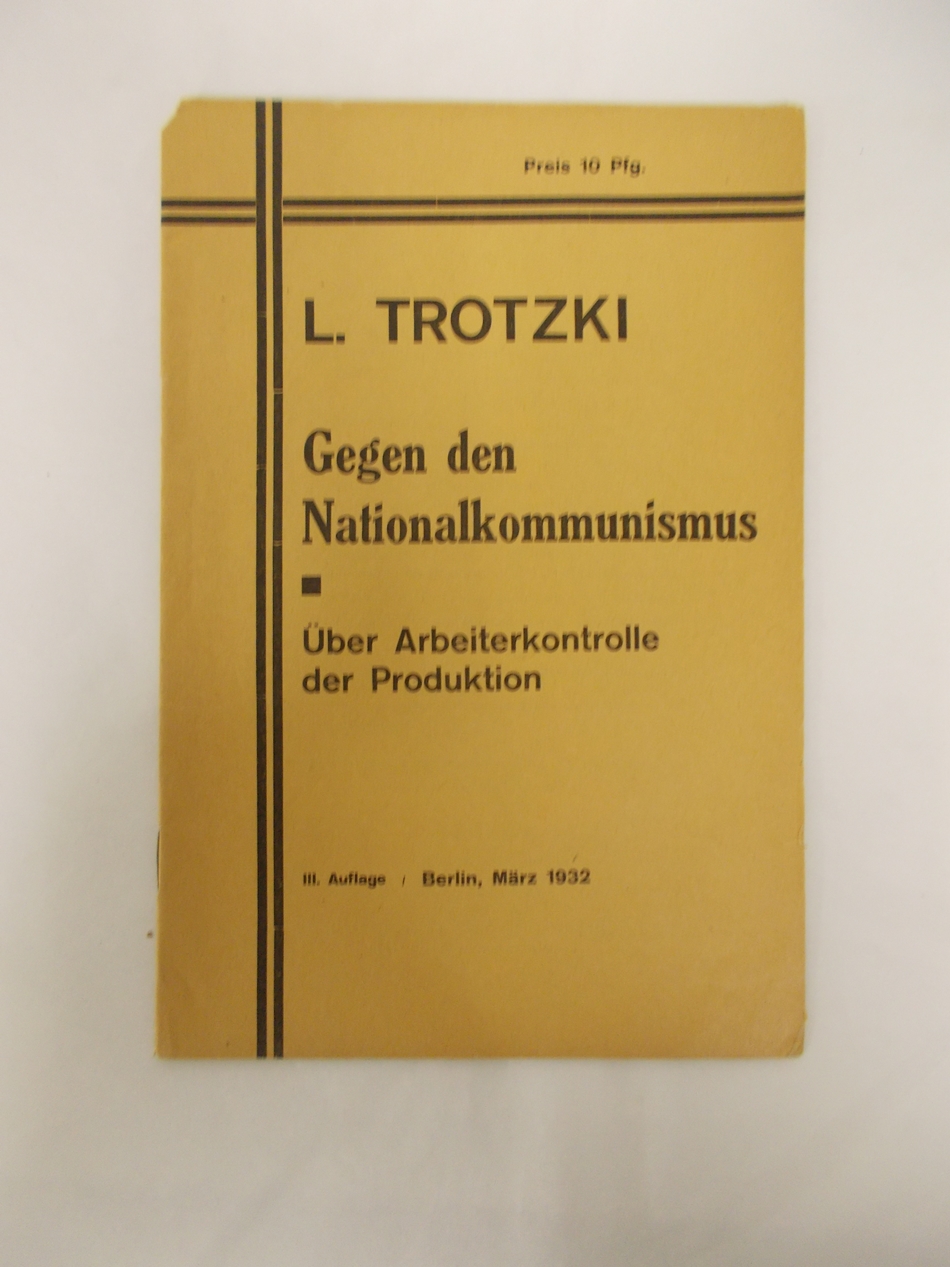 Preis 10 Pfg.
L. TROTZKI
Gegen den
Nationalkommunismus
Über Arbeiterkontrolle
der Produktion
III. Auflage / Berlin, März 1932